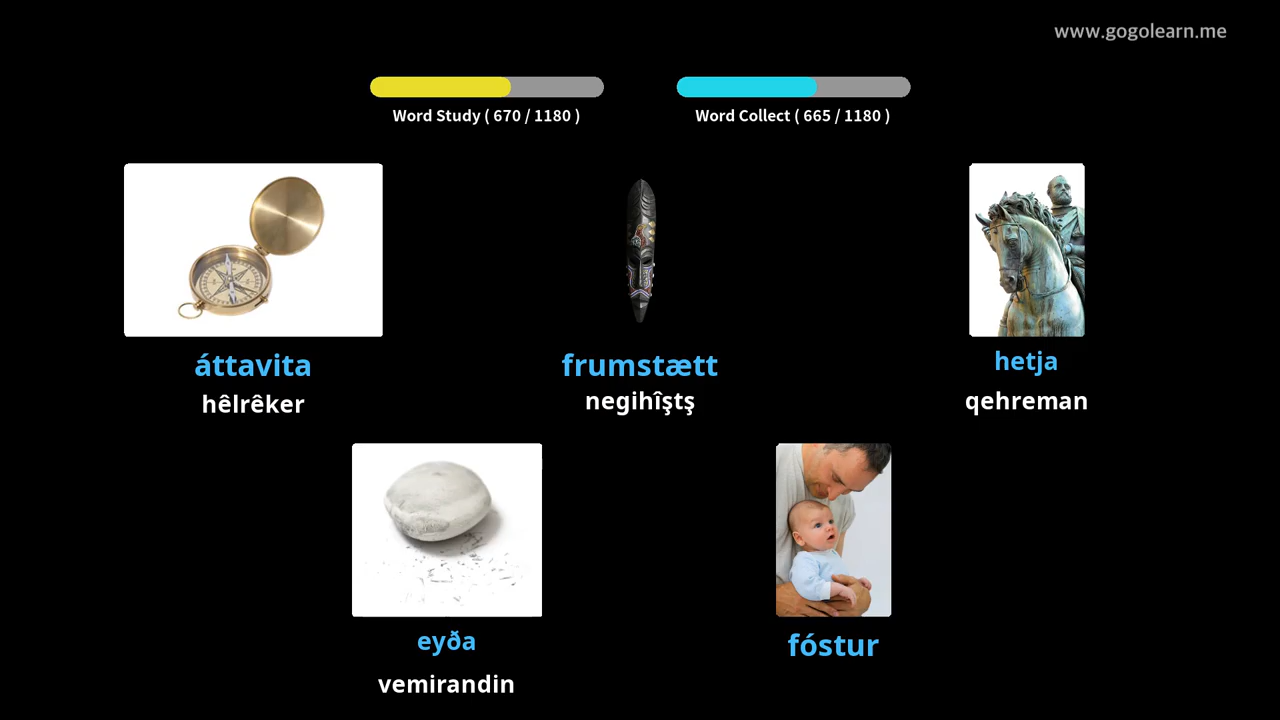 www.gogolearn.me
Word Study ( 670 / 1180 )
Word Collect ( 665 / 1180 )
áttavita
hêlrêker
frumstætt
negihîştş
hetja
qehreman
eyða
vemirandin
fóstur